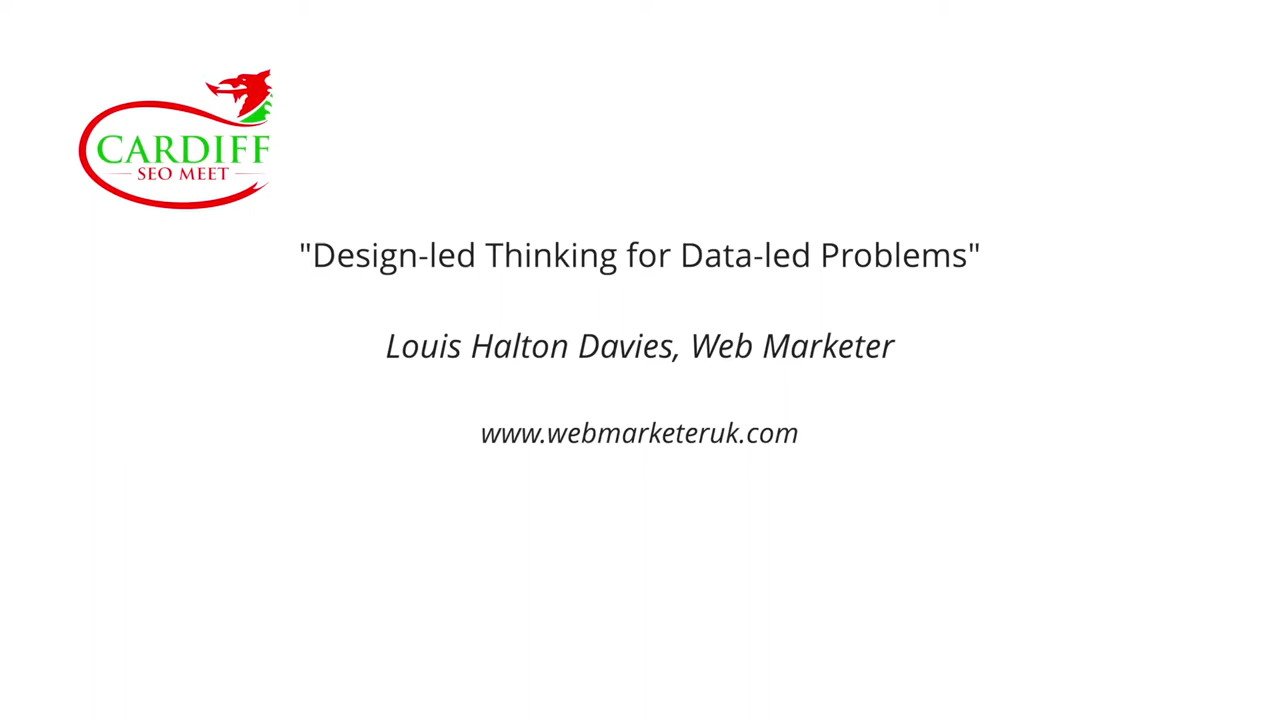 CARDIFF
SEO MEET
"Design-led Thinking for Data-led Problems"
Louis Halton Davies, Web Marketer
www.webmarketeruk.com